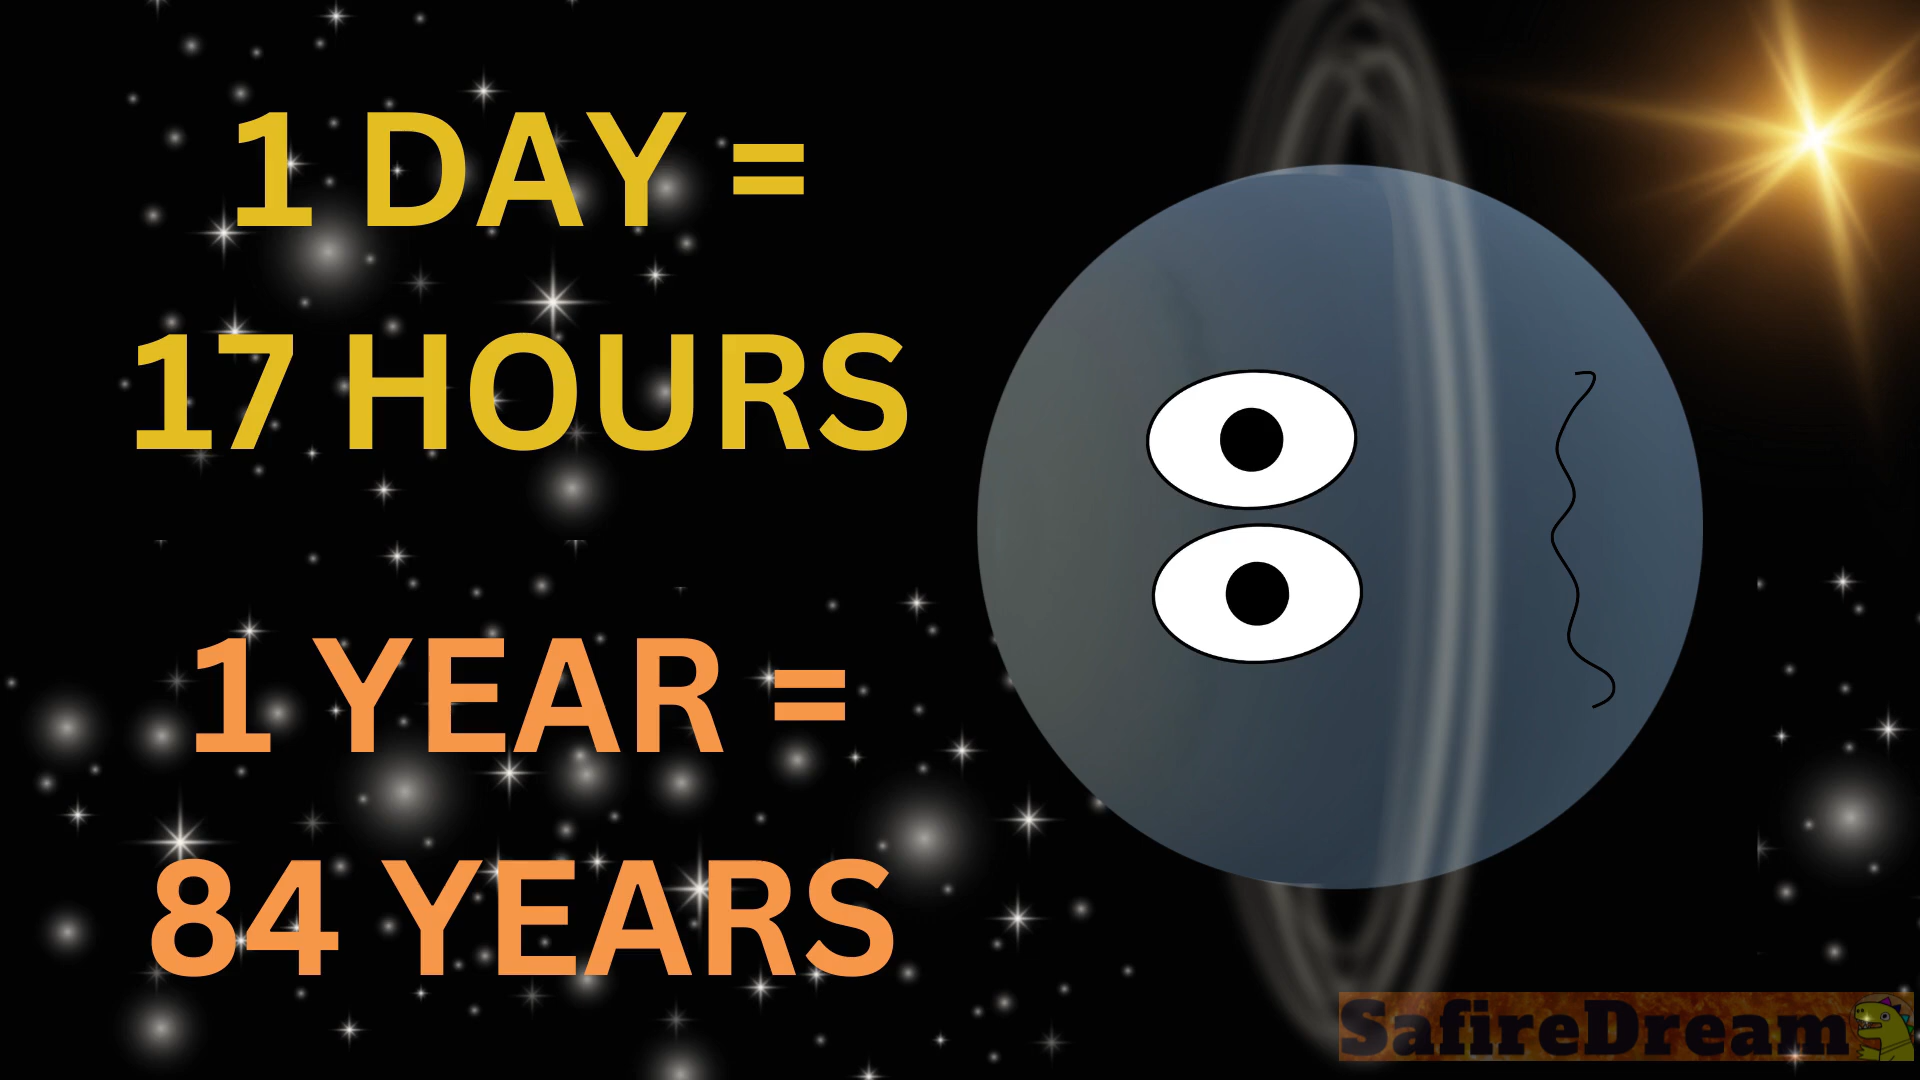 1 DAY =
17 HOURS
1 YEAR =
84 YEARS
SafireDream